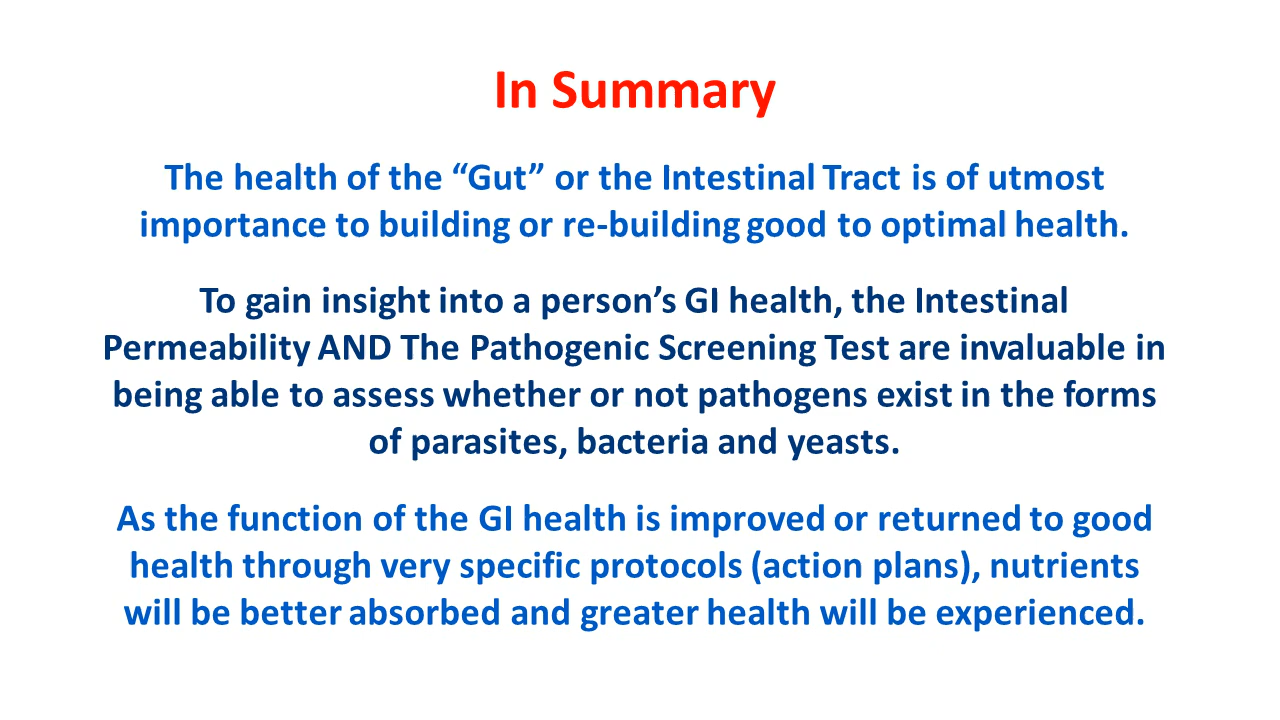 In Summary
The health of the “Gut” or the Intestinal Tract is of utmost
importance to building or re-building good to optimal health.
To gain insight into a person’s GI health, the Intestinal
Permeability AND The Pathogenic Screening Test are invaluable in
being able to assess whether or not pathogens exist in the forms
of parasites, bacteria and yeasts.
As the function of the GI health is improved or returned to good
health through very specific protocols (action plans), nutrients
will be better absorbed and greater health will be experienced.